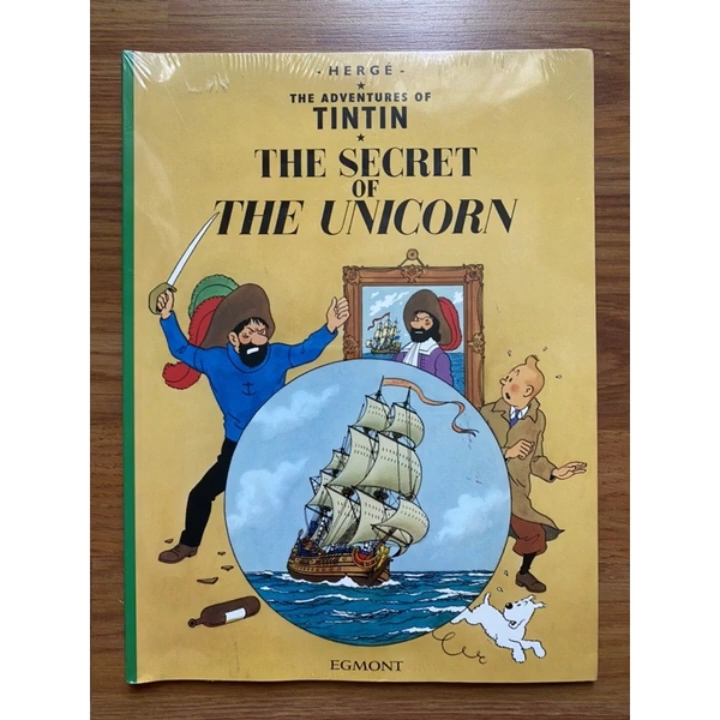 - HERGÉ -
THE ADVENTURES OF
TINTIN
THE SECRET
OF
THE UNICORN
EGMONT